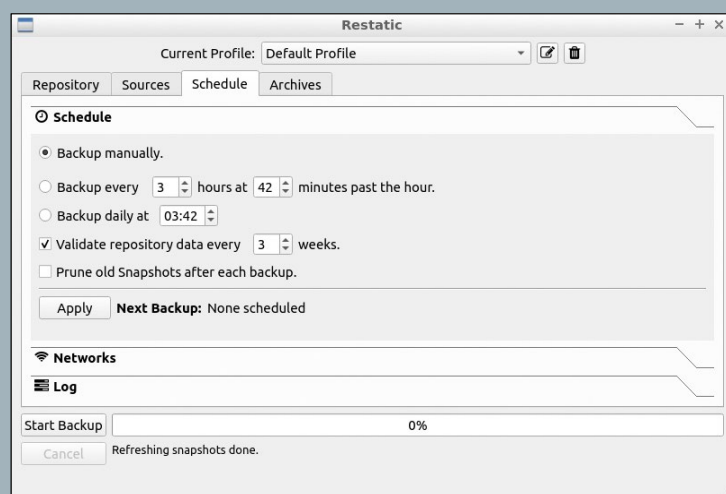 Restatic
Current Profile: Default Profile
Repository Sources Schedule Archives
Schedule
Backup manually.
Backup every 3 hours at 42 minutes past the hour.
Backup daily at 03:42
Validate repository data every 3 weeks.
Prune old Snapshots after each backup.
Apply Next Backup: None scheduled
Networks
Log
Start Backup 0%
Cancel Refreshing snapshots done.